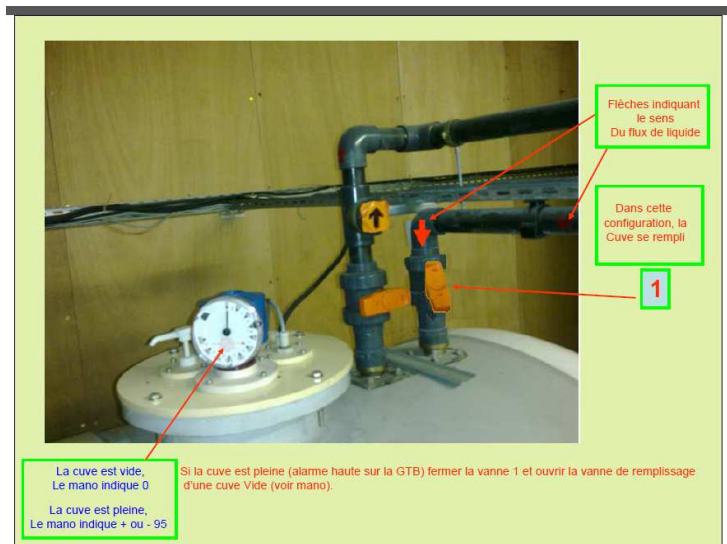 Flèches indiquant
le sens
Du flux de liquide
Dans cette
configuration, la
Cuve se rempli
1
La cuve est vide,
Le mano indique 0
La cuve est pleine,
Le mano indique + ou - 95
Si la cuve est pleine (alarme haute sur la GTB) fermer la vanne 1 et ouvrir la vanne de remplissage
d'une cuve Vide (voir mano).